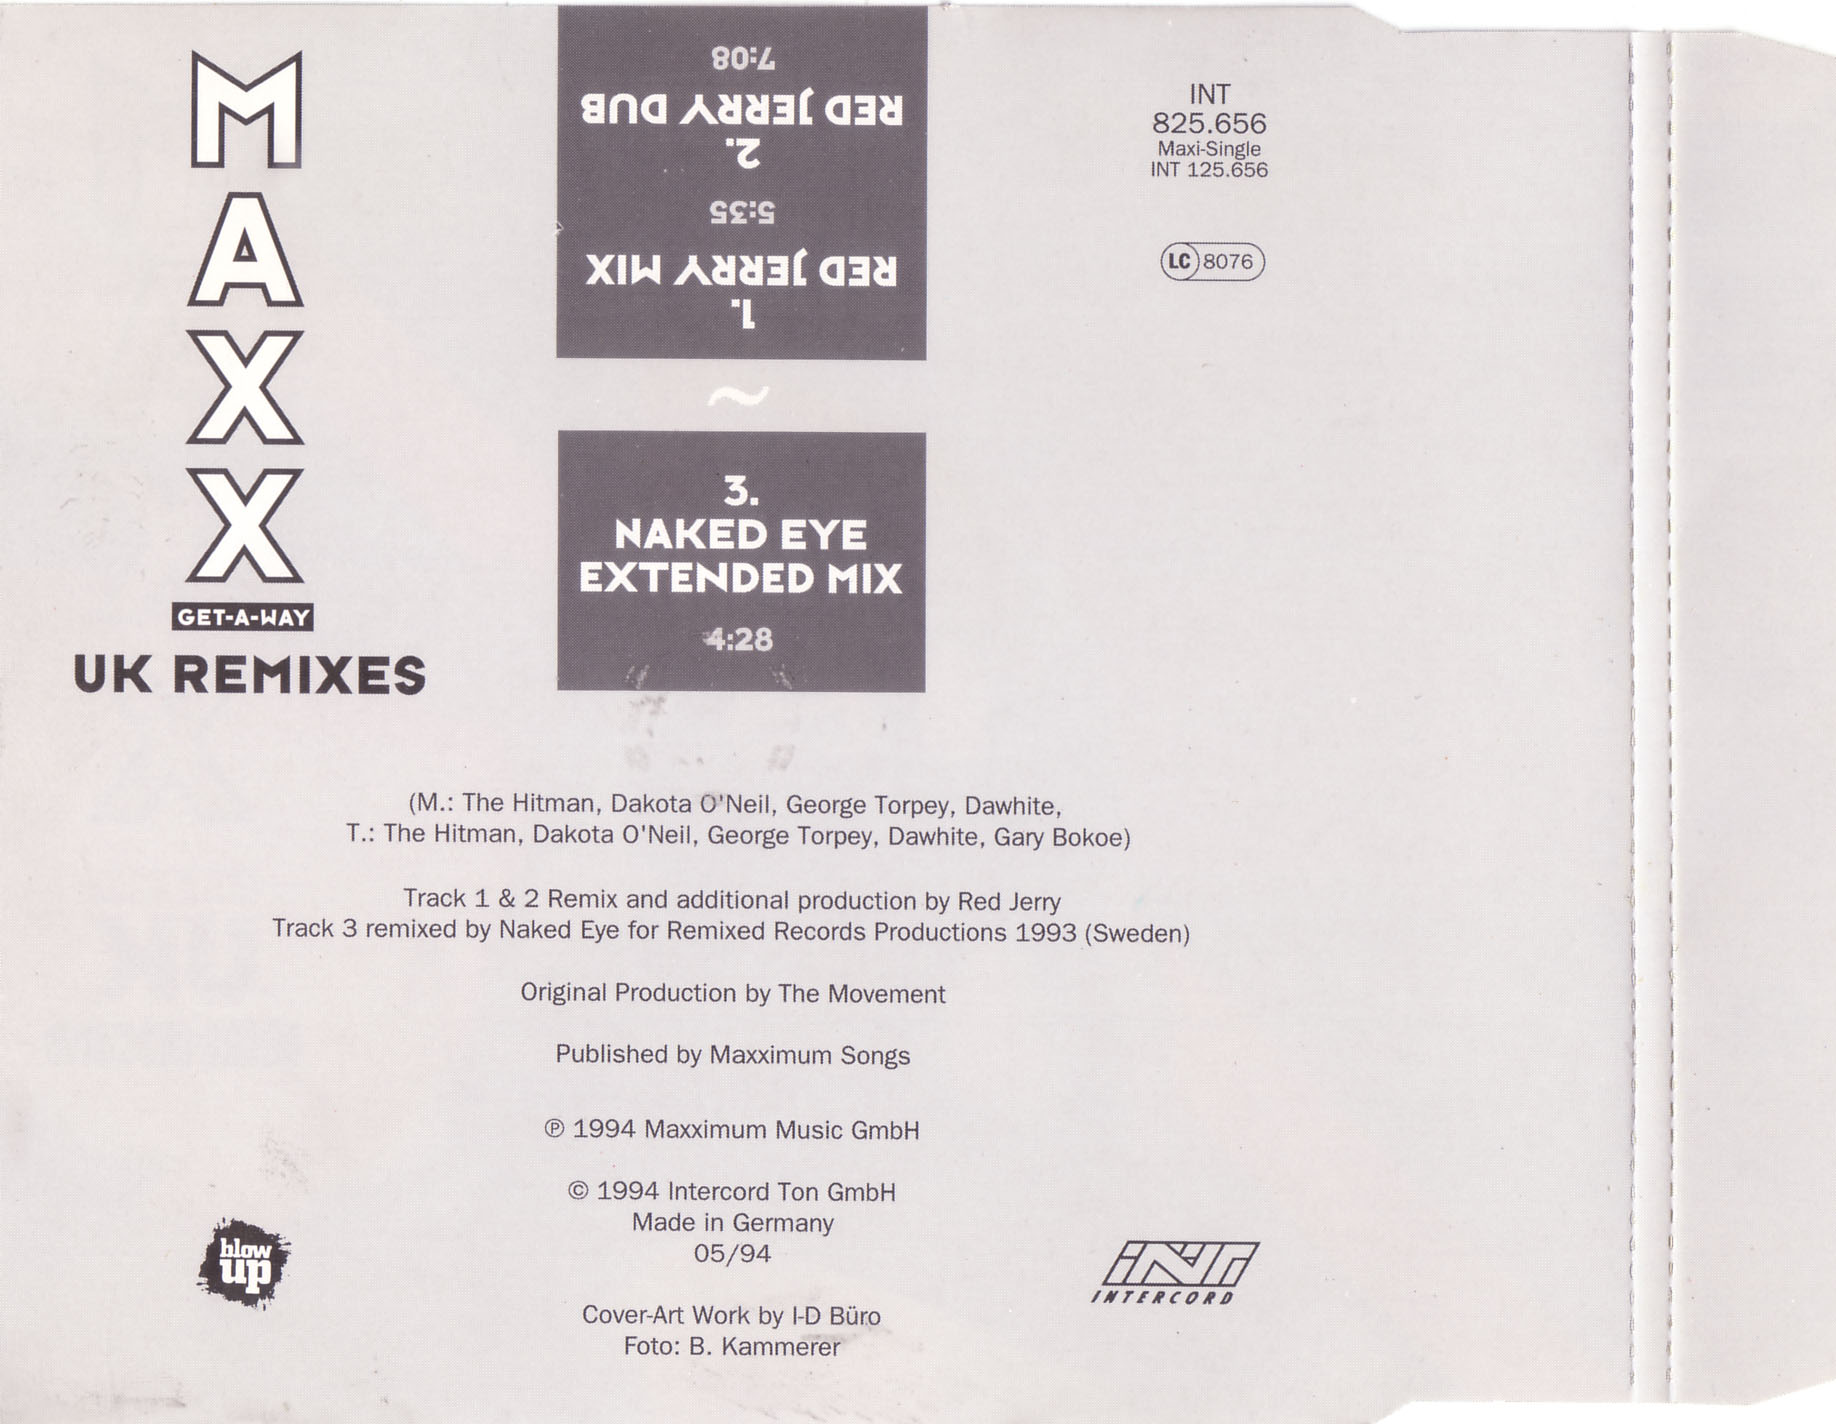 MAXX
GET-A-WAY
UK REMIXES
1.
RED JERRY MIX
5:35
2.
RED JERRY DUB
7:08
~
3.
NAKED EYE
EXTENDED MIX
4:28
INT
825.656
Maxi-Single
INT 125.656
LC 8076
(M.: The Hitman, Dakota O'Neil, George Torpey, Dawhite,
T.: The Hitman, Dakota O'Neil, George Torpey, Dawhite, Gary Bokoe)
Track 1 & 2 Remix and additional production by Red Jerry
Track 3 remixed by Naked Eye for Remixed Records Productions 1993 (Sweden)
Original Production by The Movement
Published by Maxximum Songs
℗ 1994 Maxximum Music GmbH
© 1994 Intercord Ton GmbH
Made in Germany
05/94
Cover-Art Work by I-D Büro
Foto: B. Kammerer
blow
up
INT
INTERCORD